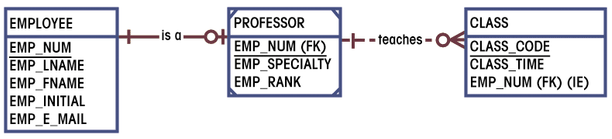 EMPLOYEE
EMP_NUM
EMP_LNAME
EMP_FNAME
EMP_INITIAL
EMP_E_MAIL
is a
PROFESSOR
EMP_NUM (FK)
EMP_SPECIALTY
EMP_RANK
teaches
CLASS
CLASS_CODE
CLASS_TIME
EMP_NUM (FK) (IE)